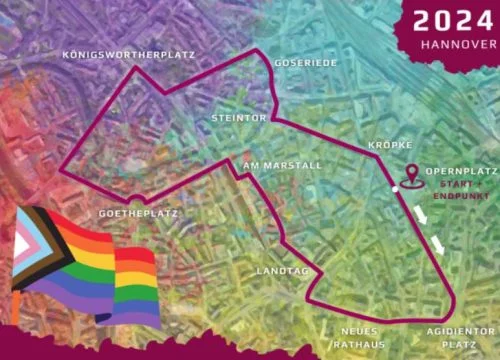 2024
HANNOVER
KÖNIGSWORTHERPLATZ
GOSERIEDE
STEINTOR
KRÖPKE
AM MARSTALL
OPERNPLATZ
START +
ENDPUNKT
GOETHEPLATZ
LANDTAG
NEUES
RATHAUS
AGIDIENTOR
PLATZ